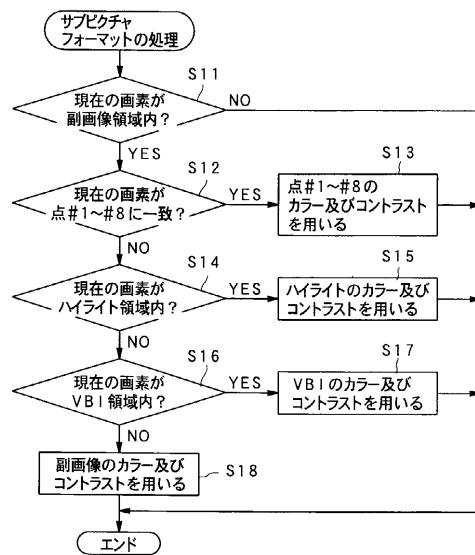 サブピクチャ
フォーマットの処理
S11
現在の画素が
副画像領域内?
NO
YES
S12
現在の画素が
点#1~#8に一致?
YES
S13
点#1~#8の
カラー及びコントラスト
を用いる
NO
S14
現在の画素が
ハイライト領域内?
YES
S15
ハイライトのカラー及び
コントラストを用いる
NO
S16
現在の画素が
VBI領域内?
YES
S17
VBIのカラー及び
コントラストを用いる
NO
副画像のカラー及び
コントラストを用いる
S18
エンド